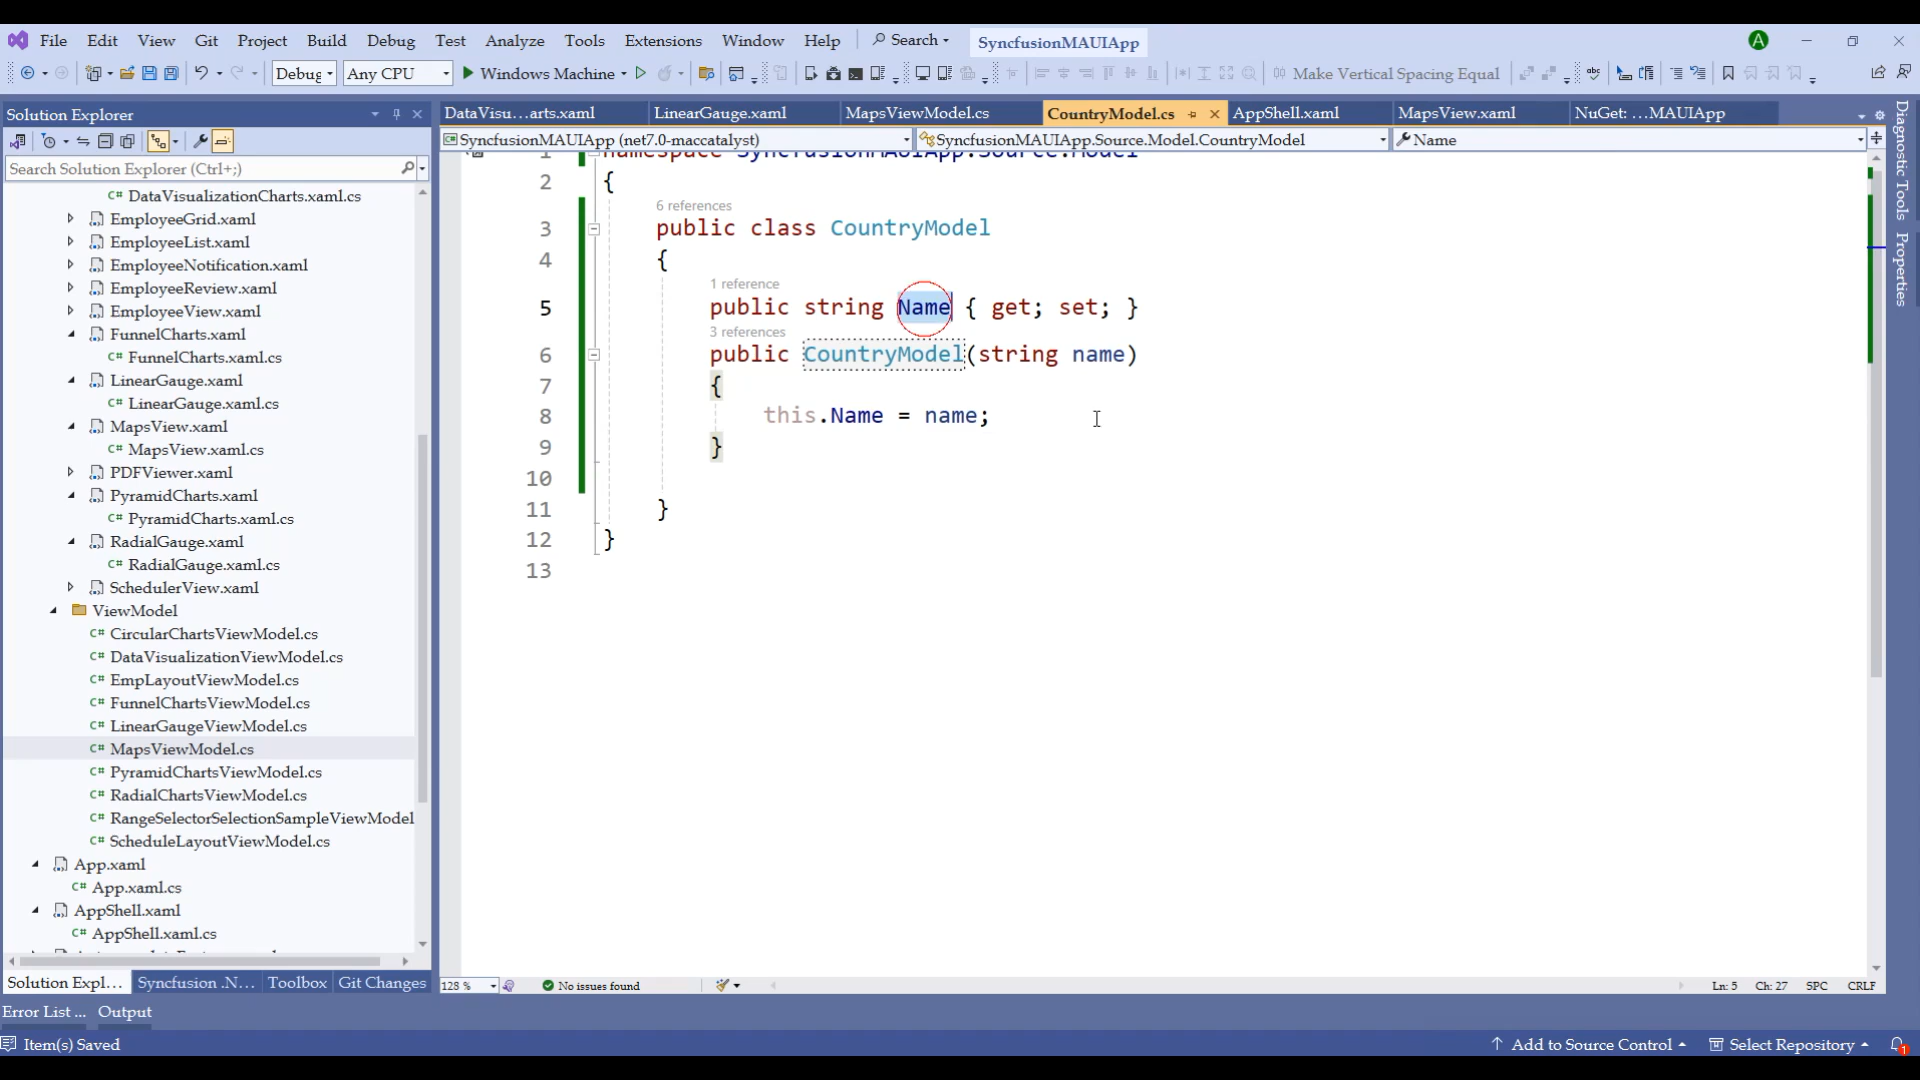 File Edit View Git Project Build Debug Test Analyze Tools Extensions Window Help Search SyncfusionMAUIApp A
Debug Any CPU Windows Machine Make Vertical Spacing Equal
Solution Explorer
Search Solution Explorer (Ctrl+;)
DataVisualizationCharts.xaml.cs
EmployeeGrid.xaml
EmployeeList.xaml
EmployeeNotification.xaml
EmployeeReview.xaml
EmployeeView.xaml
FunnelCharts.xaml
C# FunnelCharts.xaml.cs
LinearGauge.xaml
C# LinearGauge.xaml.cs
MapsView.xaml
C# MapsView.xaml.cs
PDFViewer.xaml
PyramidCharts.xaml
C# PyramidCharts.xaml.cs
RadialGauge.xaml
C# RadialGauge.xaml.cs
SchedulerView.xaml
ViewModel
C# CircularChartsViewModel.cs
C# DataVisualizationViewModel.cs
C# EmpLayoutViewModel.cs
C# FunnelChartsViewModel.cs
C# LinearGaugeViewModel.cs
C# MapsViewModel.cs
C# PyramidChartsViewModel.cs
C# RadialChartsViewModel.cs
C# RangeSelectorSelectionSampleViewModel
C# ScheduleLayoutViewModel.cs
App.xaml
C# App.xaml.cs
AppShell.xaml
C# AppShell.xaml.cs
Solution Expl... Syncfusion .N... Toolbox Git Changes
DataVisu...arts.xaml LinearGauge.xaml MapsViewModel.cs CountryModel.cs AppShell.xaml MapsView.xaml NuGet: ...MAUIApp
SyncfusionMAUIApp (net7.0-maccatalyst) SyncfusionMAUIApp.Source.Model.CountryModel Name
1 namespace SyncfusionMAUIApp.Source.Model
2 {
6 references
3 public class CountryModel
4 {
1 reference
5 public string Name { get; set; }
3 references
6 public CountryModel(string name)
7 {
8 this.Name = name;
9 }
10
11 }
12 }
13
128 % No issues found Ln: 5 Ch: 27 SPC CRLF
Diagnostic Tools
Properties
Error List ... Output
Item(s) Saved Add to Source Control Select Repository 1